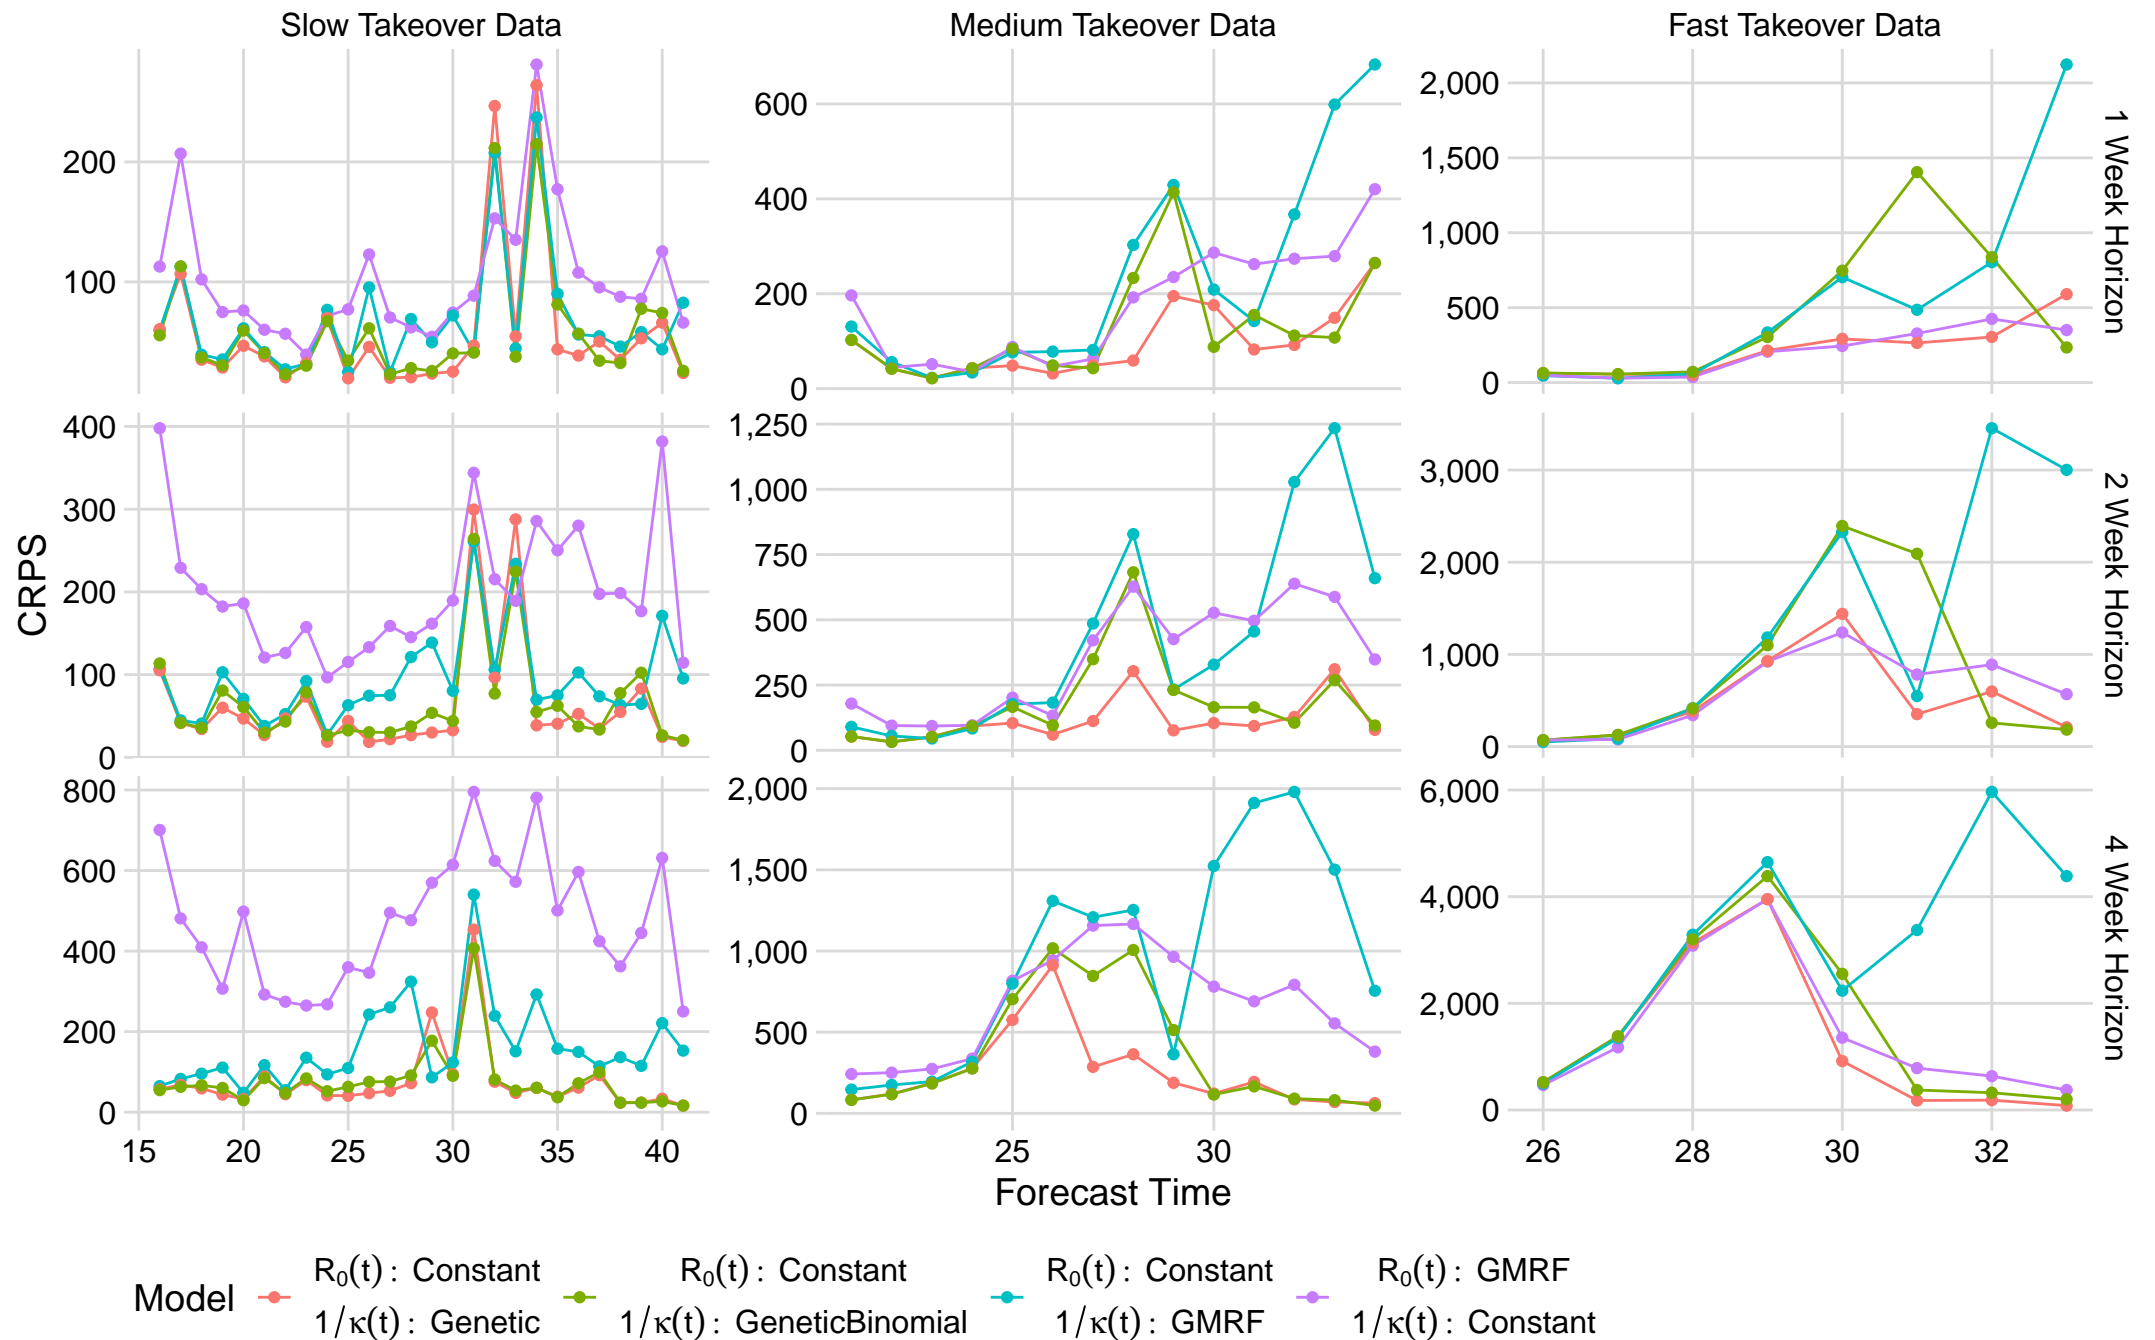 Slow Takeover Data
Medium Takeover Data
Fast Takeover Data
200
100
600
400
200
0
2,000
1,500
1,000
500
0
1 Week Horizon
CRPS
400
300
200
100
0
1,250
1,000
750
500
250
0
3,000
2,000
1,000
0
2 Week Horizon
800
600
400
200
0
2,000
1,500
1,000
500
0
6,000
4,000
2,000
0
4 Week Horizon
15 20 25 30 35 40
25 30
26 28 30 32
Forecast Time
Model
R₀(t) : Constant
1/κ(t) : Genetic
R₀(t) : Constant
1/κ(t) : GeneticBinomial
R₀(t) : Constant
1/κ(t) : GMRF
R₀(t) : GMRF
1/κ(t) : Constant